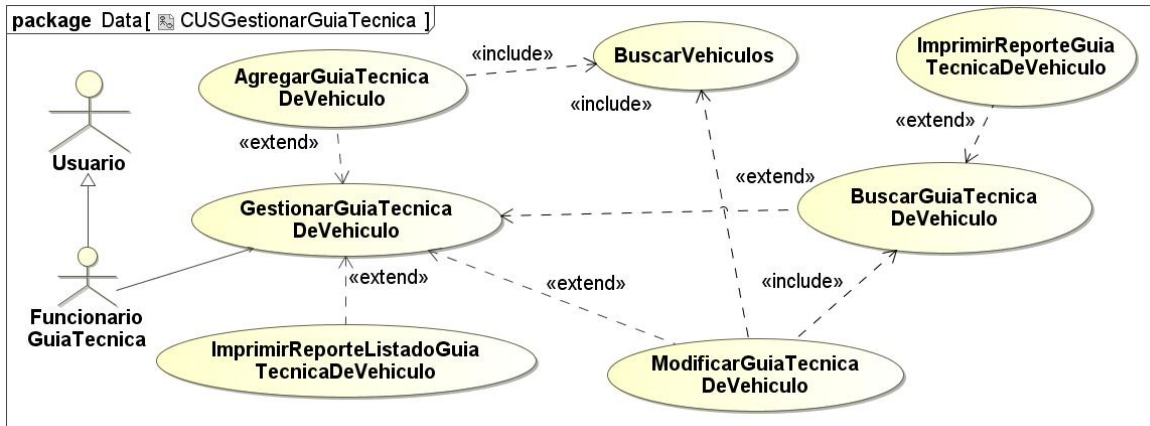 package Data[ CUSGestionarGuiaTecnica ]
AgregarGuiaTecnica
DeVehiculo
«include»
BuscarVehiculos
«include»
ImprimirReporteGuia
TecnicaDeVehiculo
«extend»
«extend»
Usuario
«extend»
GestionarGuiaTecnica
DeVehiculo
BuscarGuiaTecnica
DeVehiculo
«extend»
«extend»
«include»
Funcionario
GuiaTecnica
ImprimirReporteListadoGuia
TecnicaDeVehiculo
ModificarGuiaTecnica
DeVehiculo